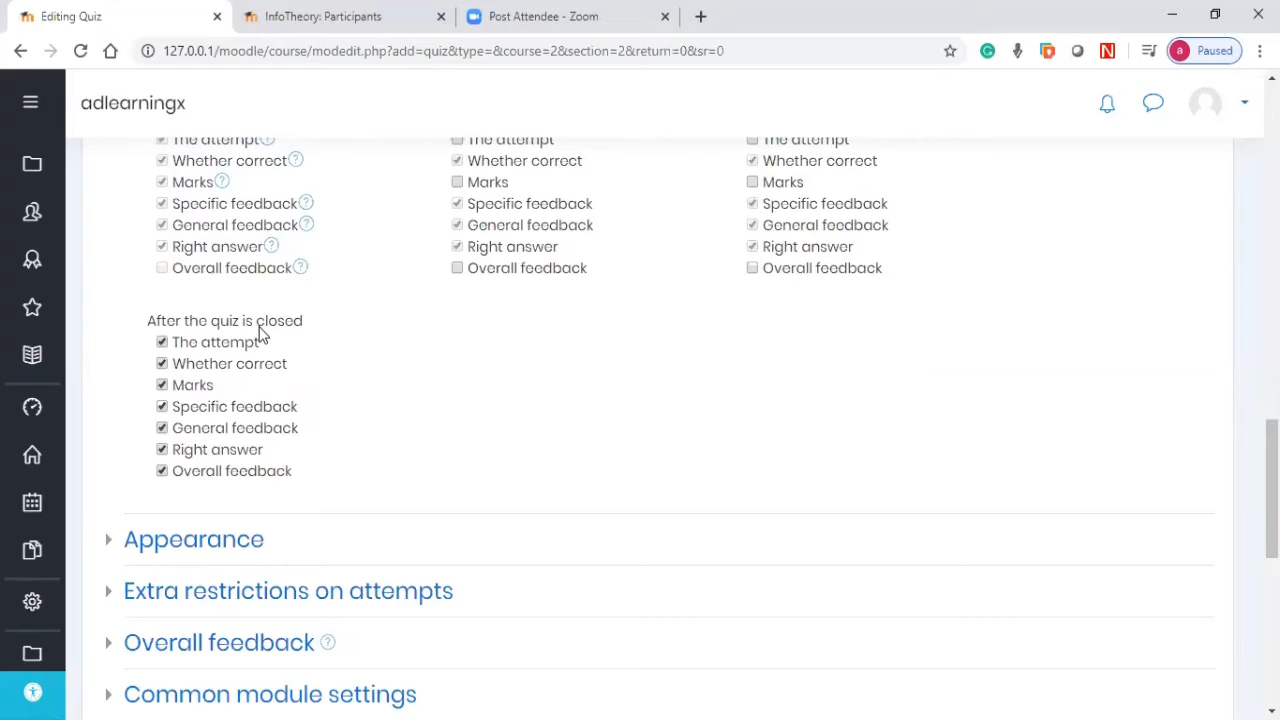 Editing Quiz
InfoTheory: Participants
Post Attendee - Zoom
127.0.0.1/moodle/course/modedit.php?add=quiz&type=&course=2&section=2&return=0&sr=0
a Paused
adlearningx
The attempt The attempt The attempt
Whether correct Whether correct Whether correct
Marks Marks Marks
Specific feedback Specific feedback Specific feedback
General feedback General feedback General feedback
Right answer Right answer Right answer
Overall feedback Overall feedback Overall feedback
After the quiz is closed
The attempt
Whether correct
Marks
Specific feedback
General feedback
Right answer
Overall feedback
Appearance
Extra restrictions on attempts
Overall feedback
Common module settings